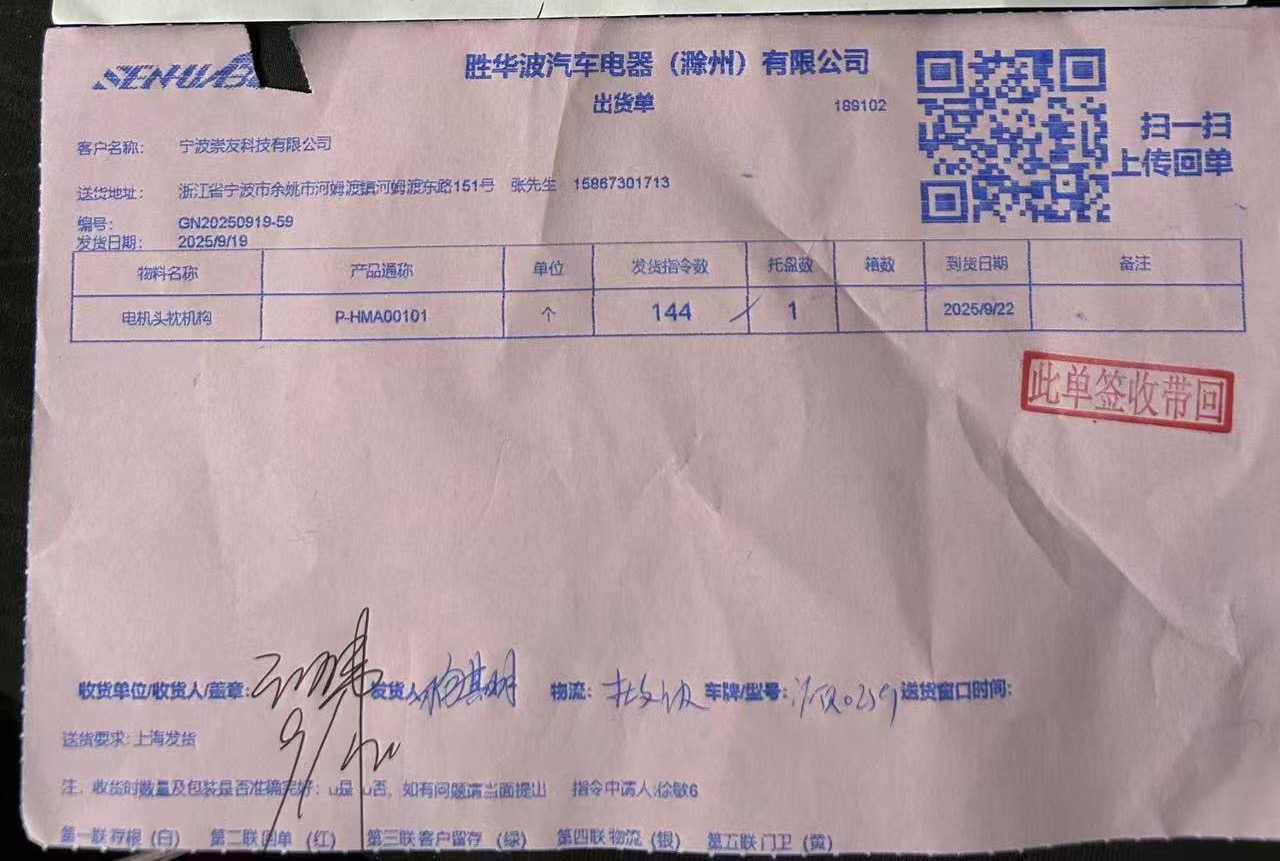 SENHUABO
胜华波汽车电器（滁州）有限公司
出货单
189102
扫一扫
上传回单
客户名称： 宁波崇友科技有限公司
送货地址： 浙江省宁波市余姚市河姆渡镇河姆渡东路151号 张先生 15867301713
编号： GN20250919-59
发货日期： 2025/9/19
物料名称 产品通称 单位 发货指令数 托盘数 箱数 到货日期 备注
电机头枕机构 P-HMA00101 个 144 1 2025/9/22
此单签收带回
收货单位/收货人/盖章： 发货人 物流： 车牌/型号： 送货窗口时间：
送货要求：上海发货
注、收货时数量及包装是否准确完好：u是 u否、如有问题请当面提出 指令申请人:徐敏6
第一联存根（白） 第二联回单（红） 第三联客户留存（绿） 第四联物流（银） 第五联门卫（黄）